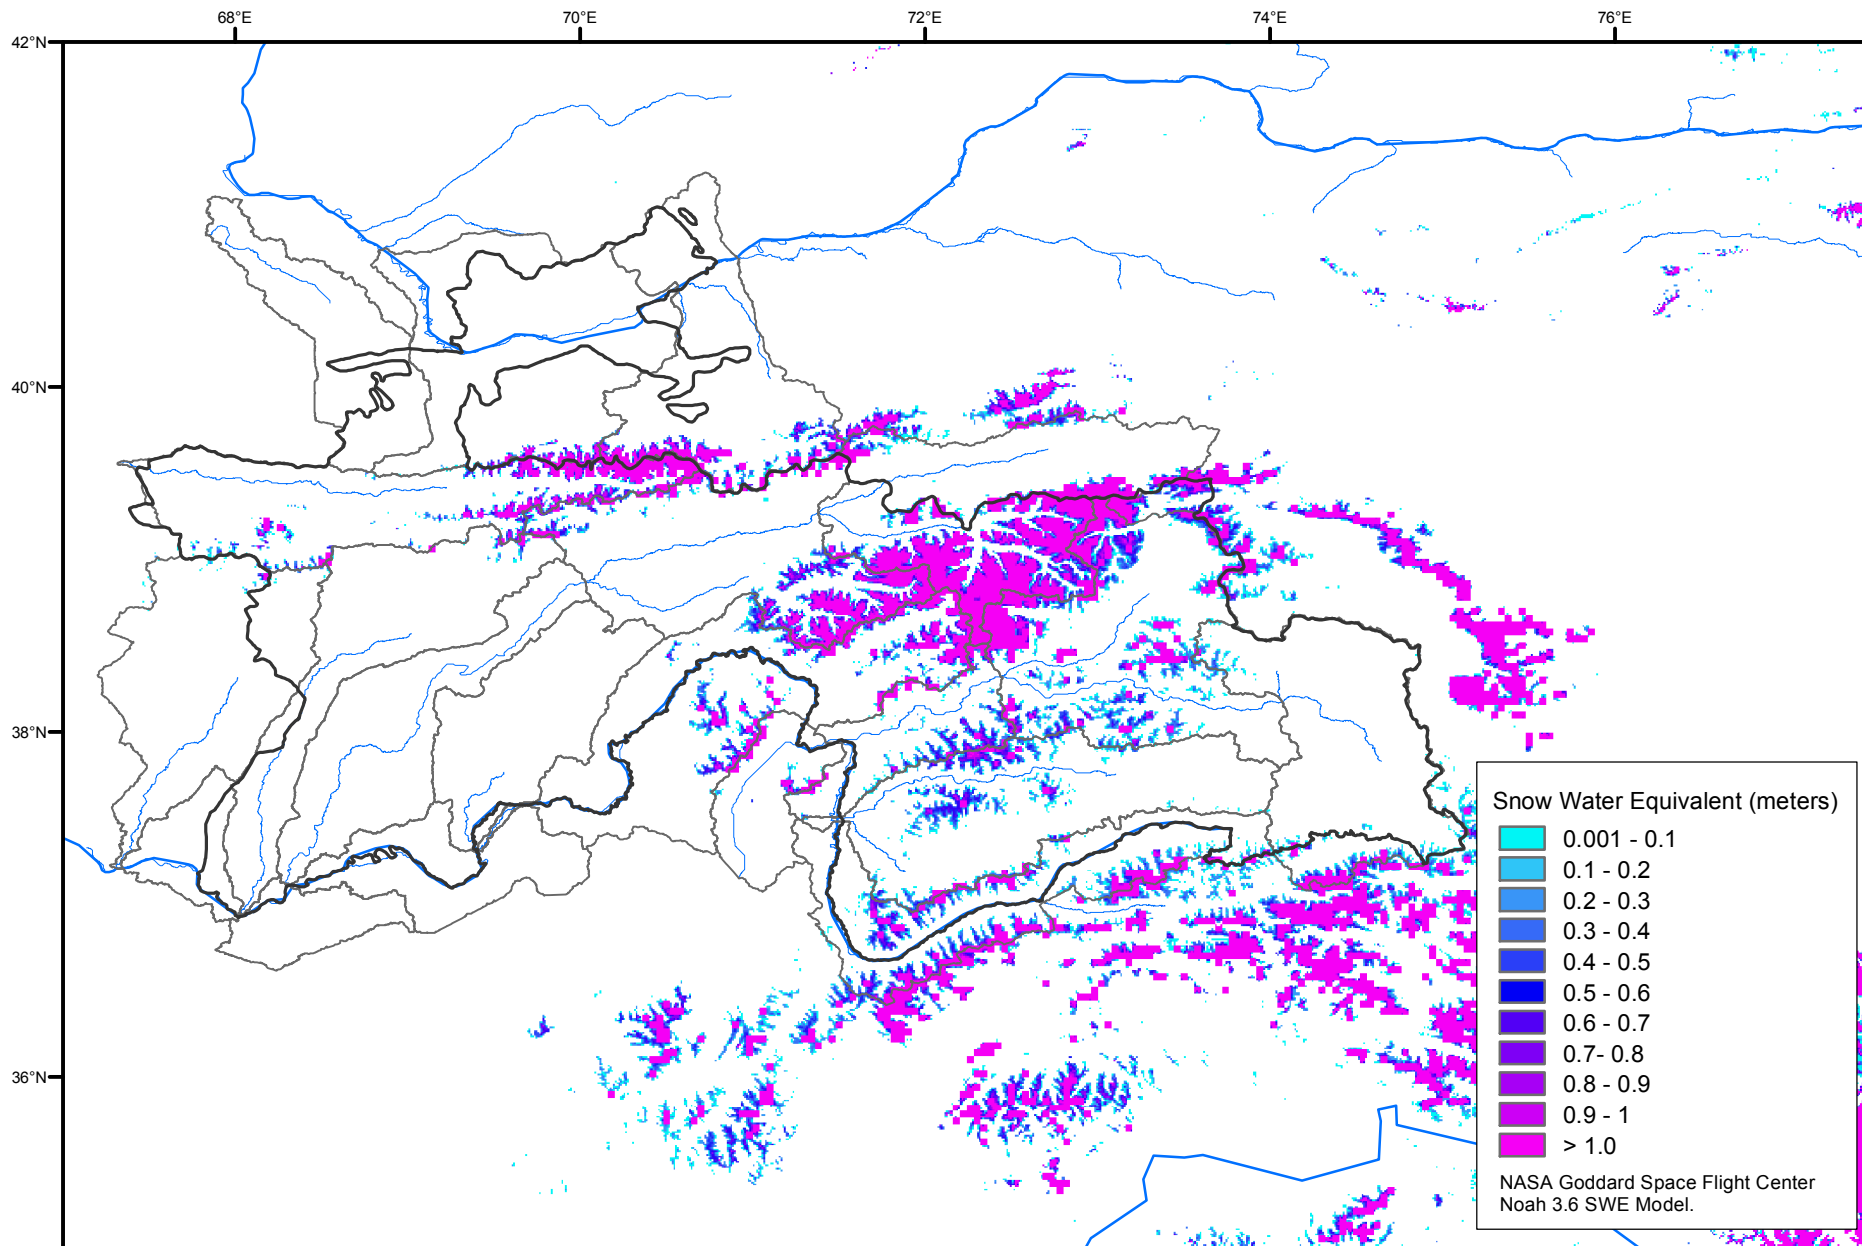 68°E 70°E 72°E 74°E 76°E
42°N
40°N
38°N
36°N
Snow Water Equivalent (meters)
0.001 - 0.1
0.1 - 0.2
0.2 - 0.3
0.3 - 0.4
0.4 - 0.5
0.5 - 0.6
0.6 - 0.7
0.7- 0.8
0.8 - 0.9
0.9 - 1
> 1.0
NASA Goddard Space Flight Center
Noah 3.6 SWE Model.